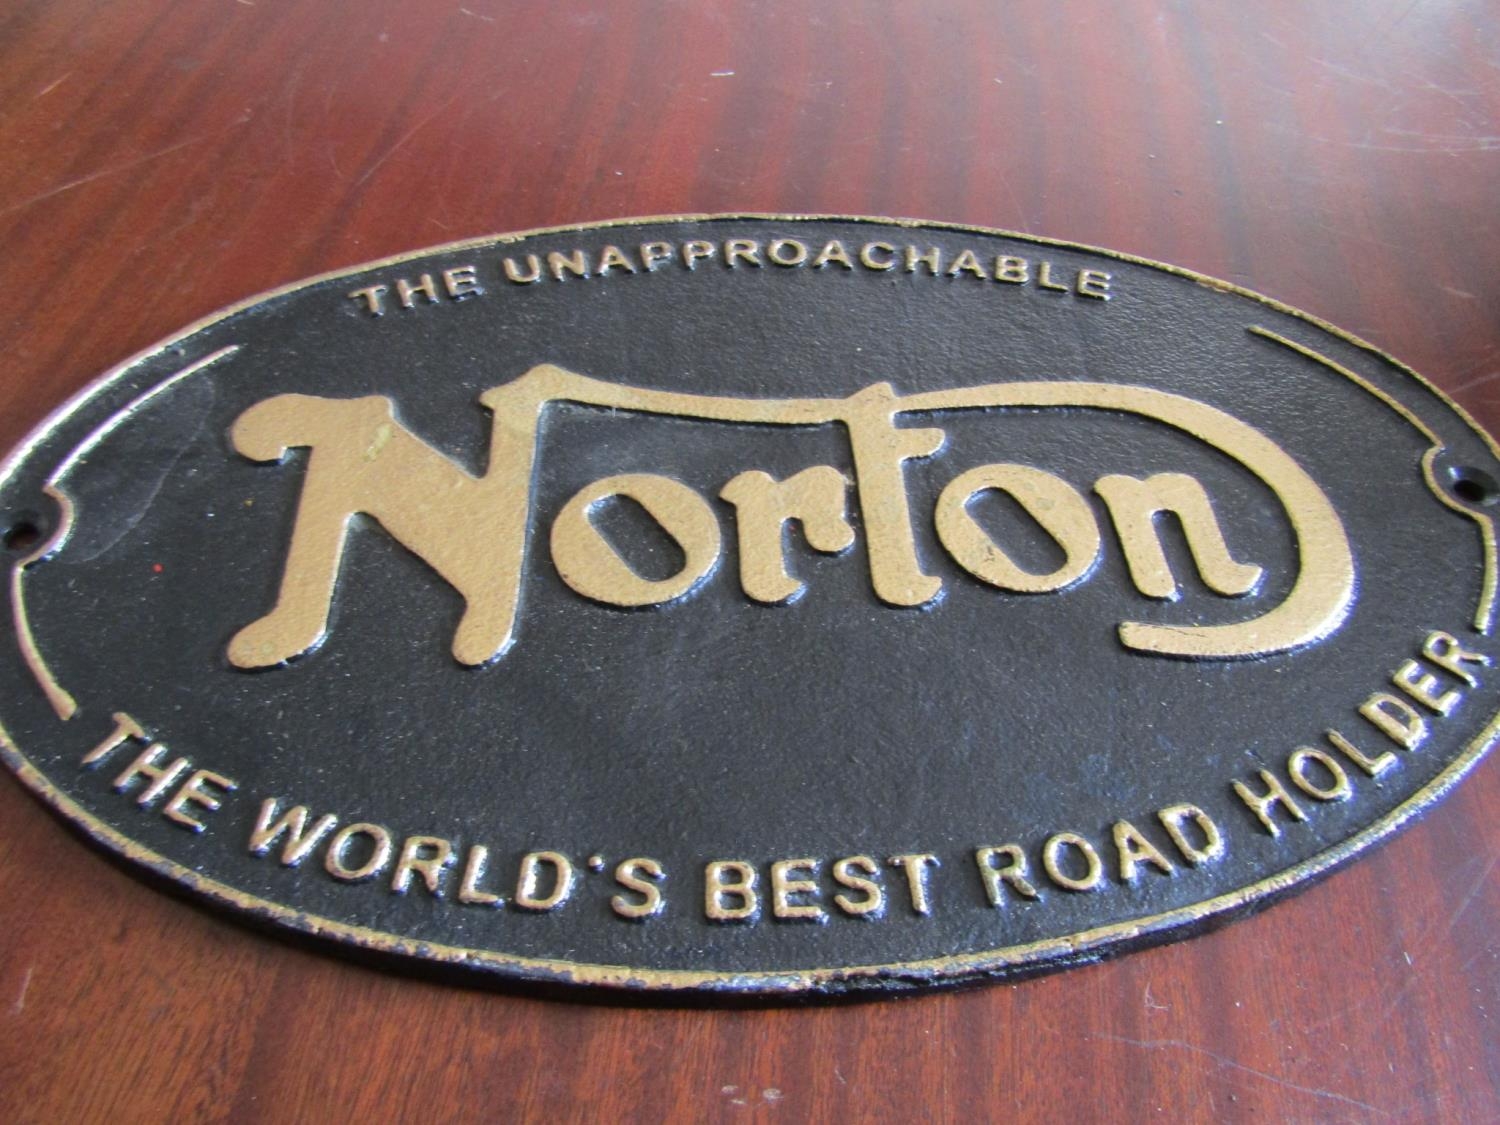 THE UNAPPROACHABLE
Norton
THE WORLD'S BEST ROAD HOLDER